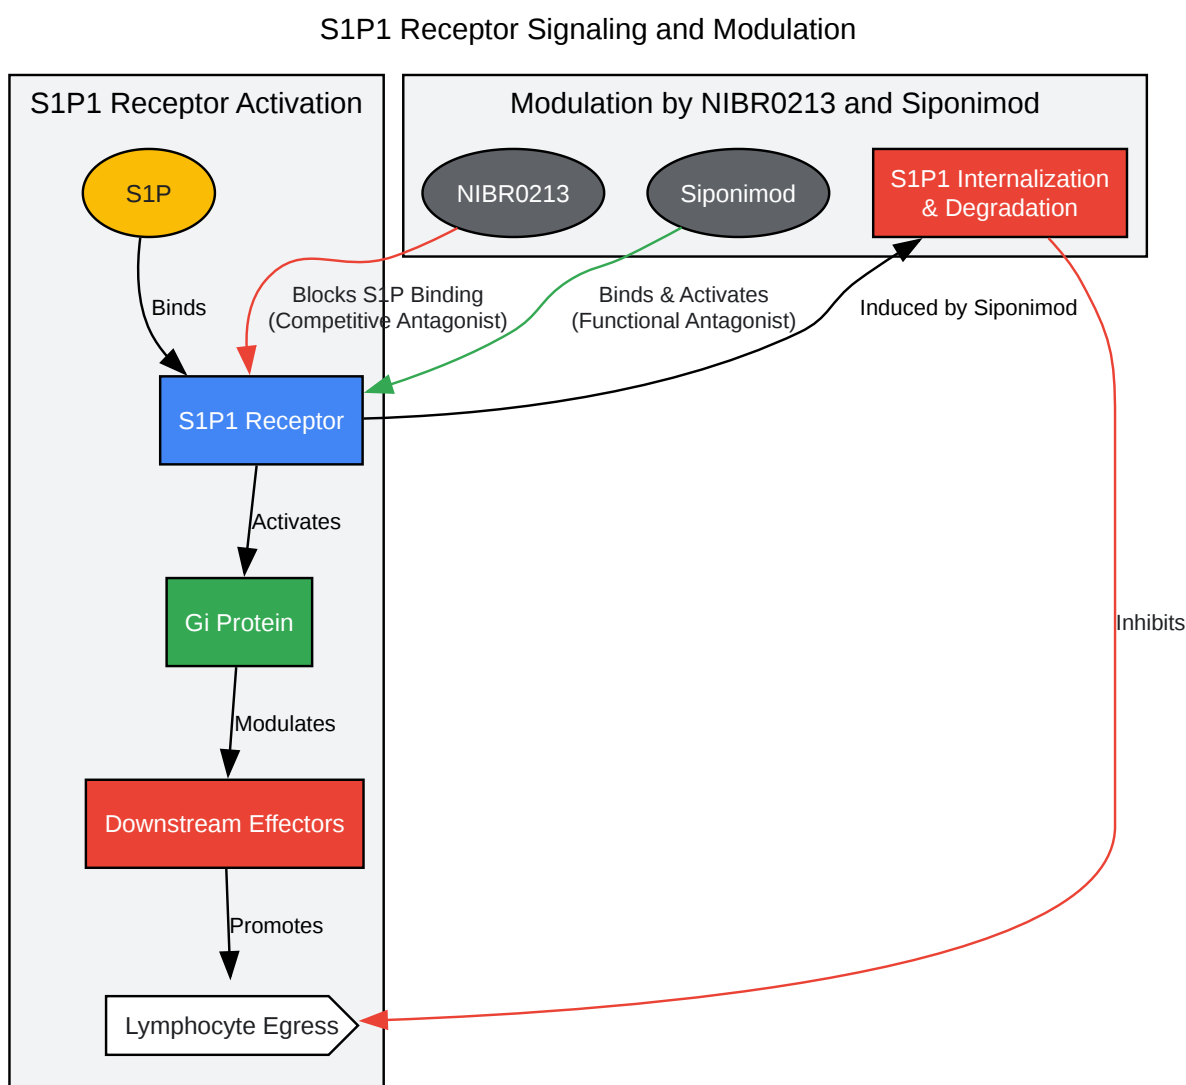 S1P1 Receptor Signaling and Modulation
S1P1 Receptor Activation
Modulation by NIBR0213 and Siponimod
S1P
NIBR0213
Siponimod
S1P1 Internalization
& Degradation
Binds
Blocks S1P Binding
(Competitive Antagonist)
Binds & Activates
(Functional Antagonist)
Induced by Siponimod
S1P1 Receptor
Activates
Gi Protein
Inhibits
Modulates
Downstream Effectors
Promotes
Lymphocyte Egress